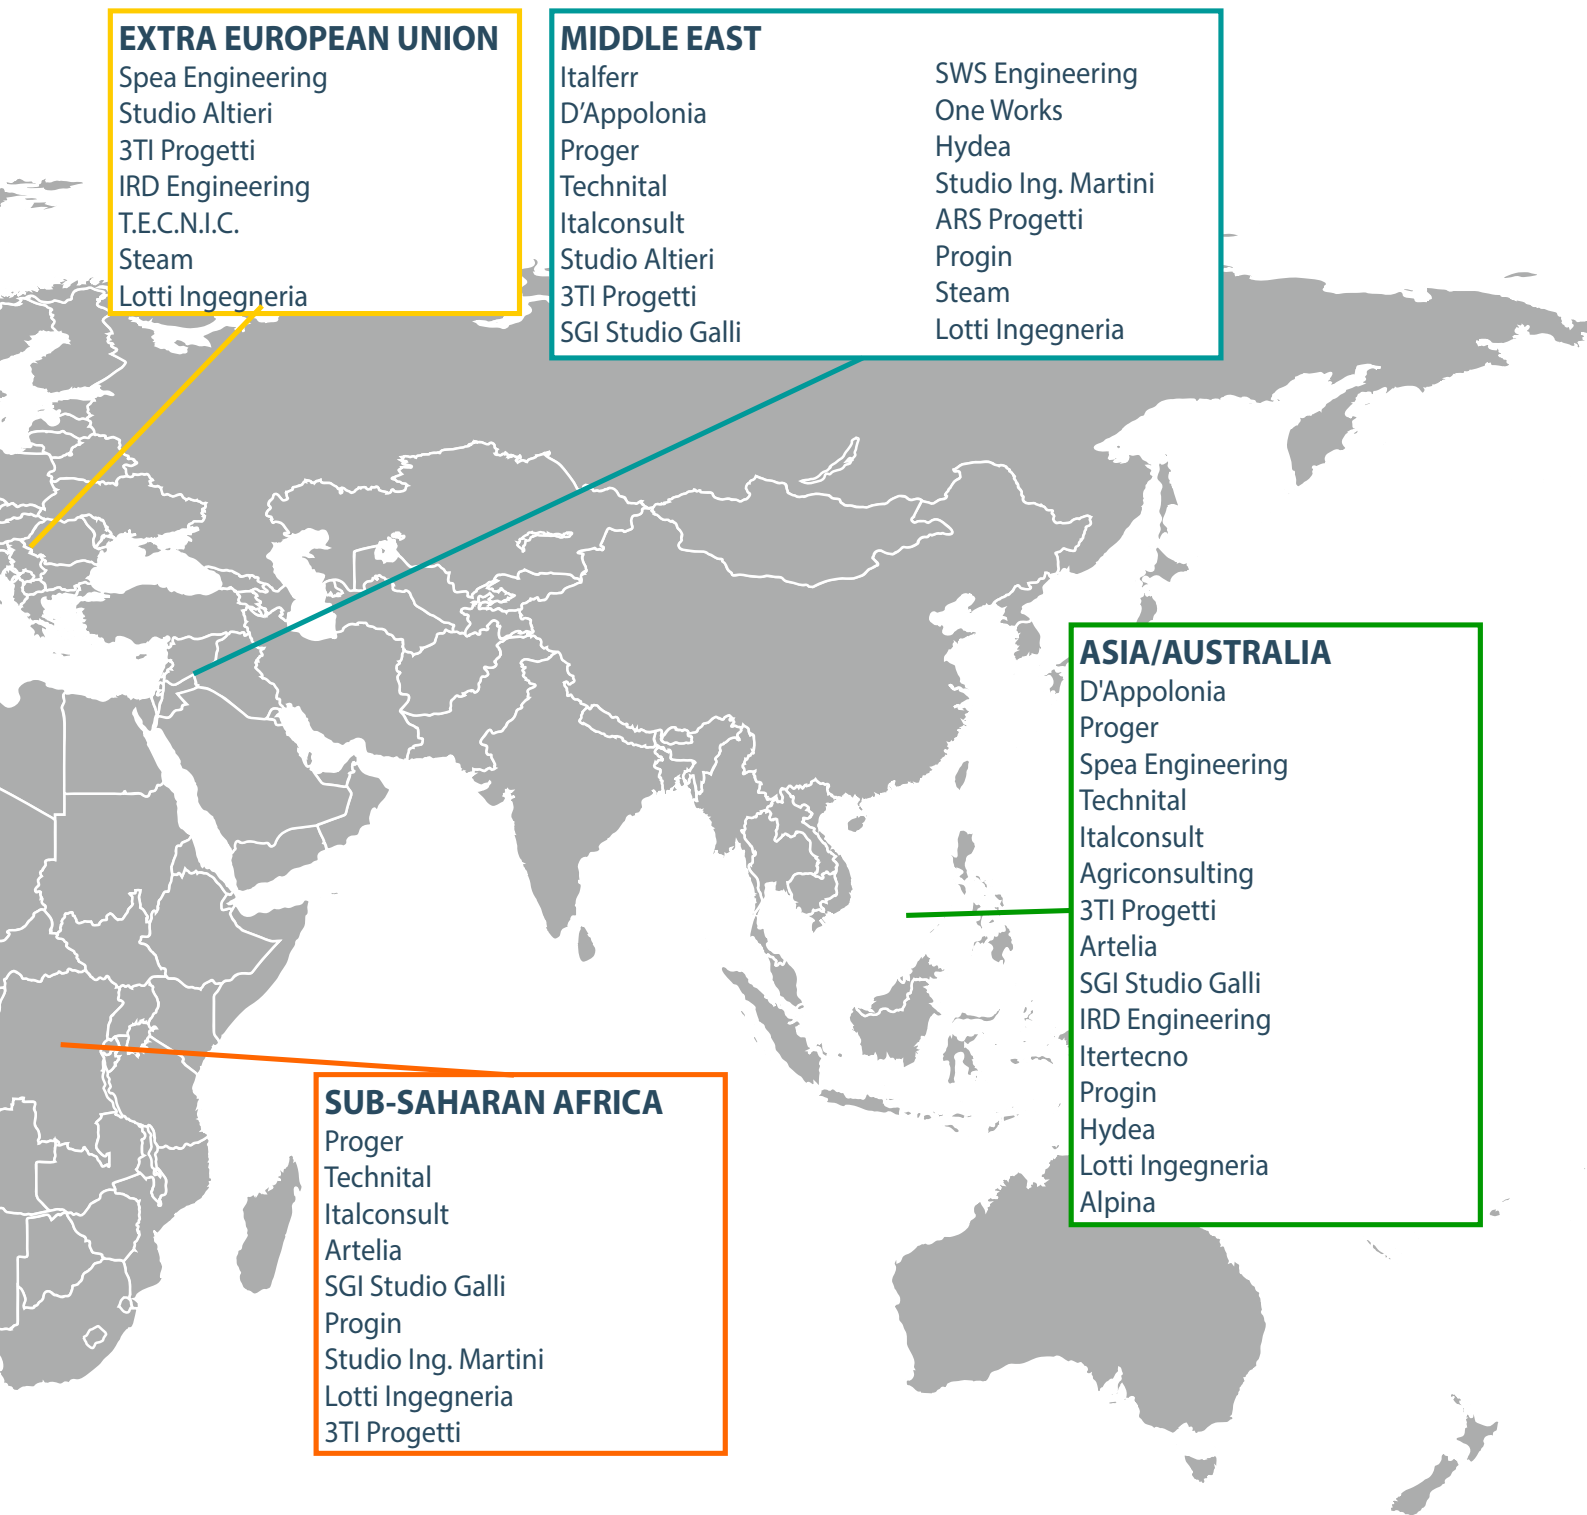 EXTRA EUROPEAN UNION
Spea Engineering
Studio Altieri
3TI Progetti
IRD Engineering
T.E.C.N.I.C.
Steam
Lotti Ingegneria
MIDDLE EAST
Italferr
D’Appolonia
Proger
Technital
Italconsult
Studio Altieri
3TI Progetti
SGI Studio Galli
SWS Engineering
One Works
Hydea
Studio Ing. Martini
ARS Progetti
Progin
Steam
Lotti Ingegneria
ASIA/AUSTRALIA
D'Appolonia
Proger
Spea Engineering
Technital
Italconsult
Agriconsulting
3TI Progetti
Artelia
SGI Studio Galli
IRD Engineering
Itertecno
Progin
Hydea
Lotti Ingegneria
Alpina
SUB-SAHARAN AFRICA
Proger
Technital
Italconsult
Artelia
SGI Studio Galli
Progin
Studio Ing. Martini
Lotti Ingegneria
3TI Progetti